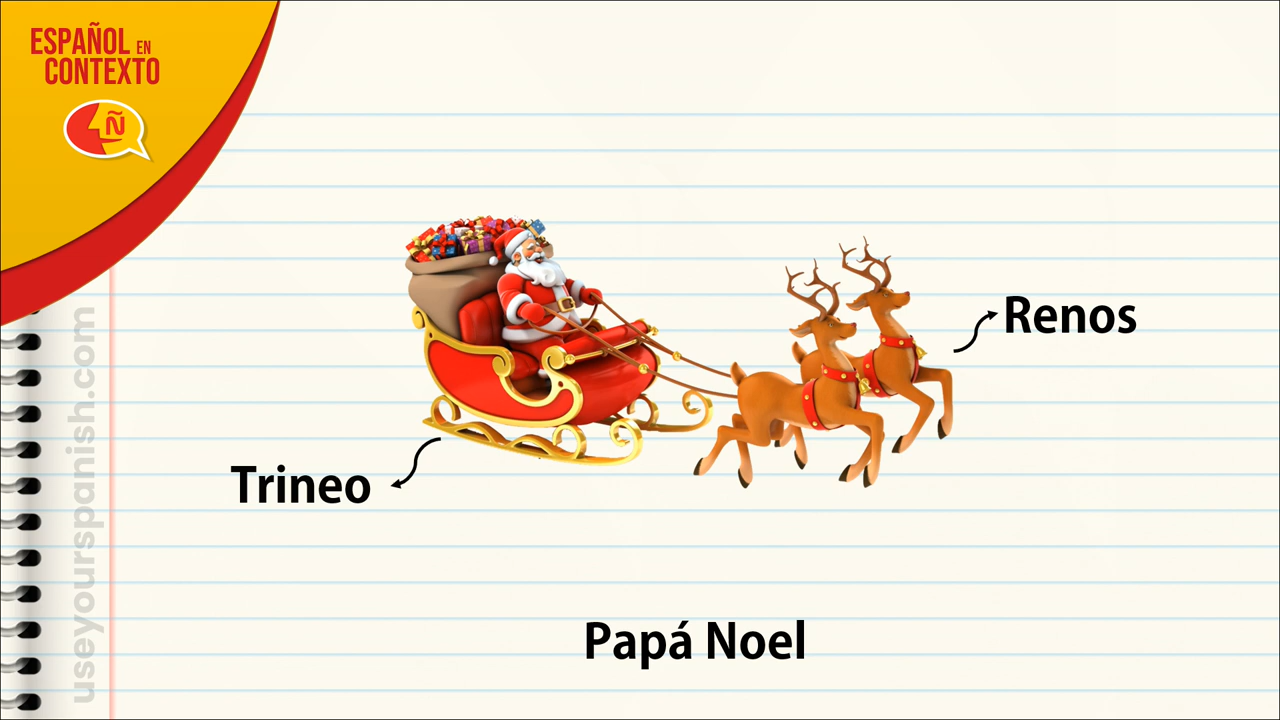 ESPAÑOL EN
CONTEXTO
Ñ
Renos
Trineo
Papá Noel
useyourspanish.com